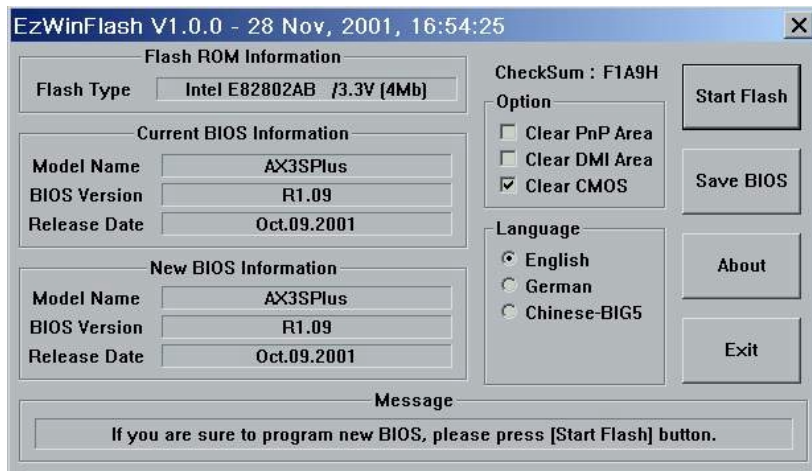 EzWinFlash V1.0.0 - 28 Nov, 2001, 16:54:25
Flash ROM Information
Flash Type Intel E82802AB /3.3V (4Mb)
Current BIOS Information
Model Name AX3SPlus
BIOS Version R1.09
Release Date Oct.09.2001
New BIOS Information
Model Name AX3SPlus
BIOS Version R1.09
Release Date Oct.09.2001
CheckSum : F1A9H
Option
Clear PnP Area
Clear DMI Area
Clear CMOS
Language
English
German
Chinese-BIG5
Start Flash
Save BIOS
About
Exit
Message
If you are sure to program new BIOS, please press [Start Flash] button.